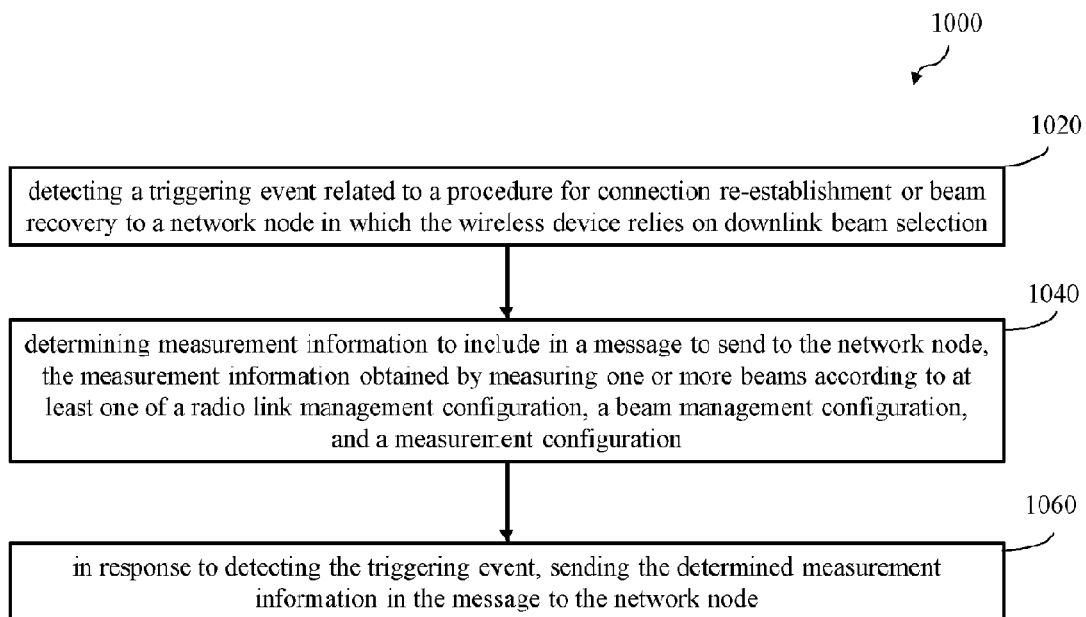 1000
1020
detecting a triggering event related to a procedure for connection re-establishment or beam
recovery to a network node in which the wireless device relies on downlink beam selection
1040
determining measurement information to include in a message to send to the network node,
the measurement information obtained by measuring one or more beams according to at
least one of a radio link management configuration, a beam management configuration,
and a measurement configuration
1060
in response to detecting the triggering event, sending the determined measurement
information in the message to the network node